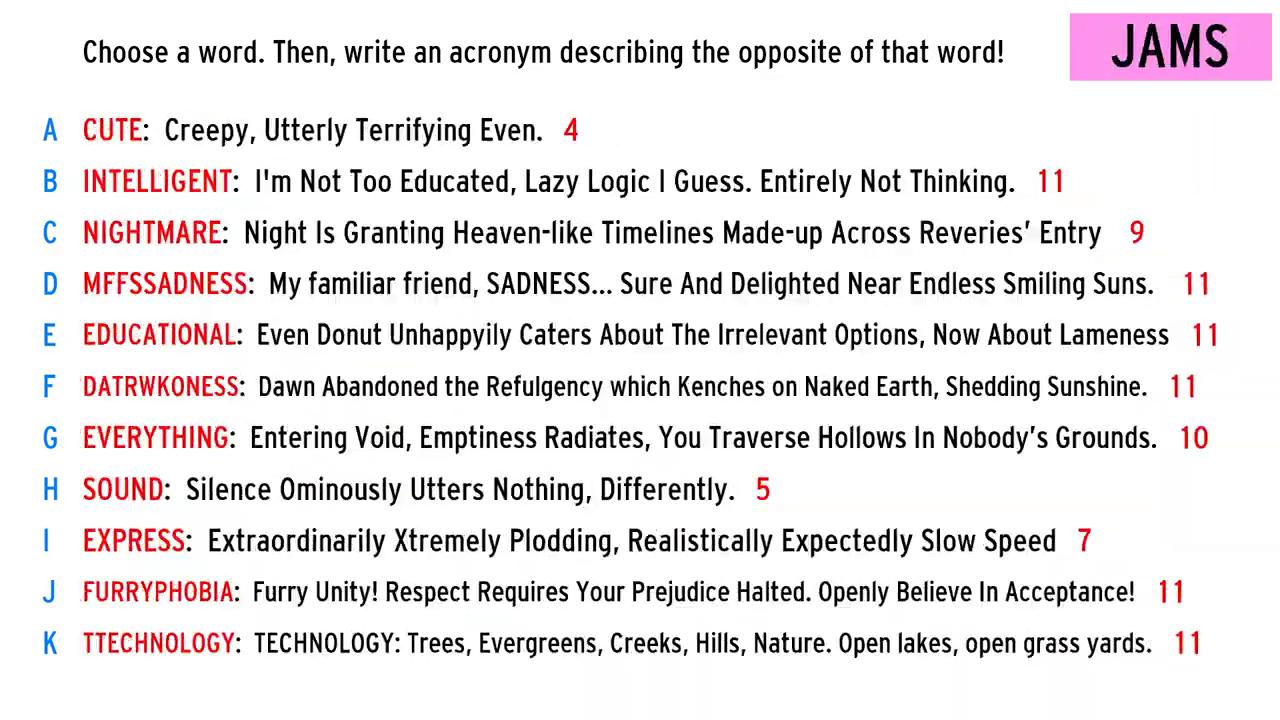 Choose a word. Then, write an acronym describing the opposite of that word!
JAMS
A CUTE: Creepy, Utterly Terrifying Even. 4
B INTELLIGENT: I'm Not Too Educated, Lazy Logic I Guess. Entirely Not Thinking. 11
C NIGHTMARE: Night Is Granting Heaven-like Timelines Made-up Across Reveries’ Entry 9
D MFFSSADNESS: My familiar friend, SADNESS... Sure And Delighted Near Endless Smiling Suns. 11
E EDUCATIONAL: Even Donut Unhappyily Caters About The Irrelevant Options, Now About Lameness 11
F DATRWKONESS: Dawn Abandoned the Refulgency which Kenches on Naked Earth, Shedding Sunshine. 11
G EVERYTHING: Entering Void, Emptiness Radiates, You Traverse Hollows In Nobody’s Grounds. 10
H SOUND: Silence Ominously Utters Nothing, Differently. 5
I EXPRESS: Extraordinarily Xtremely Plodding, Realistically Expectedly Slow Speed 7
J FURRYPHOBIA: Furry Unity! Respect Requires Your Prejudice Halted. Openly Believe In Acceptance! 11
K TTECHNOLOGY: TECHNOLOGY: Trees, Evergreens, Creeks, Hills, Nature. Open lakes, open grass yards. 11